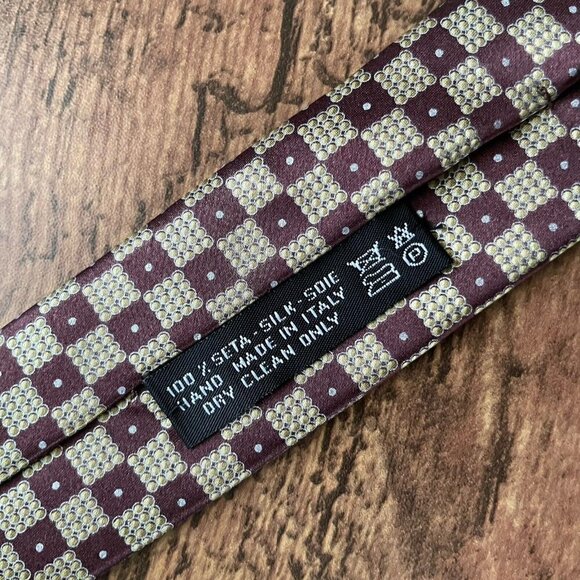 100 % SETA - SILK - SOIE
HAND MADE IN ITALY
DRY CLEAN ONLY
P